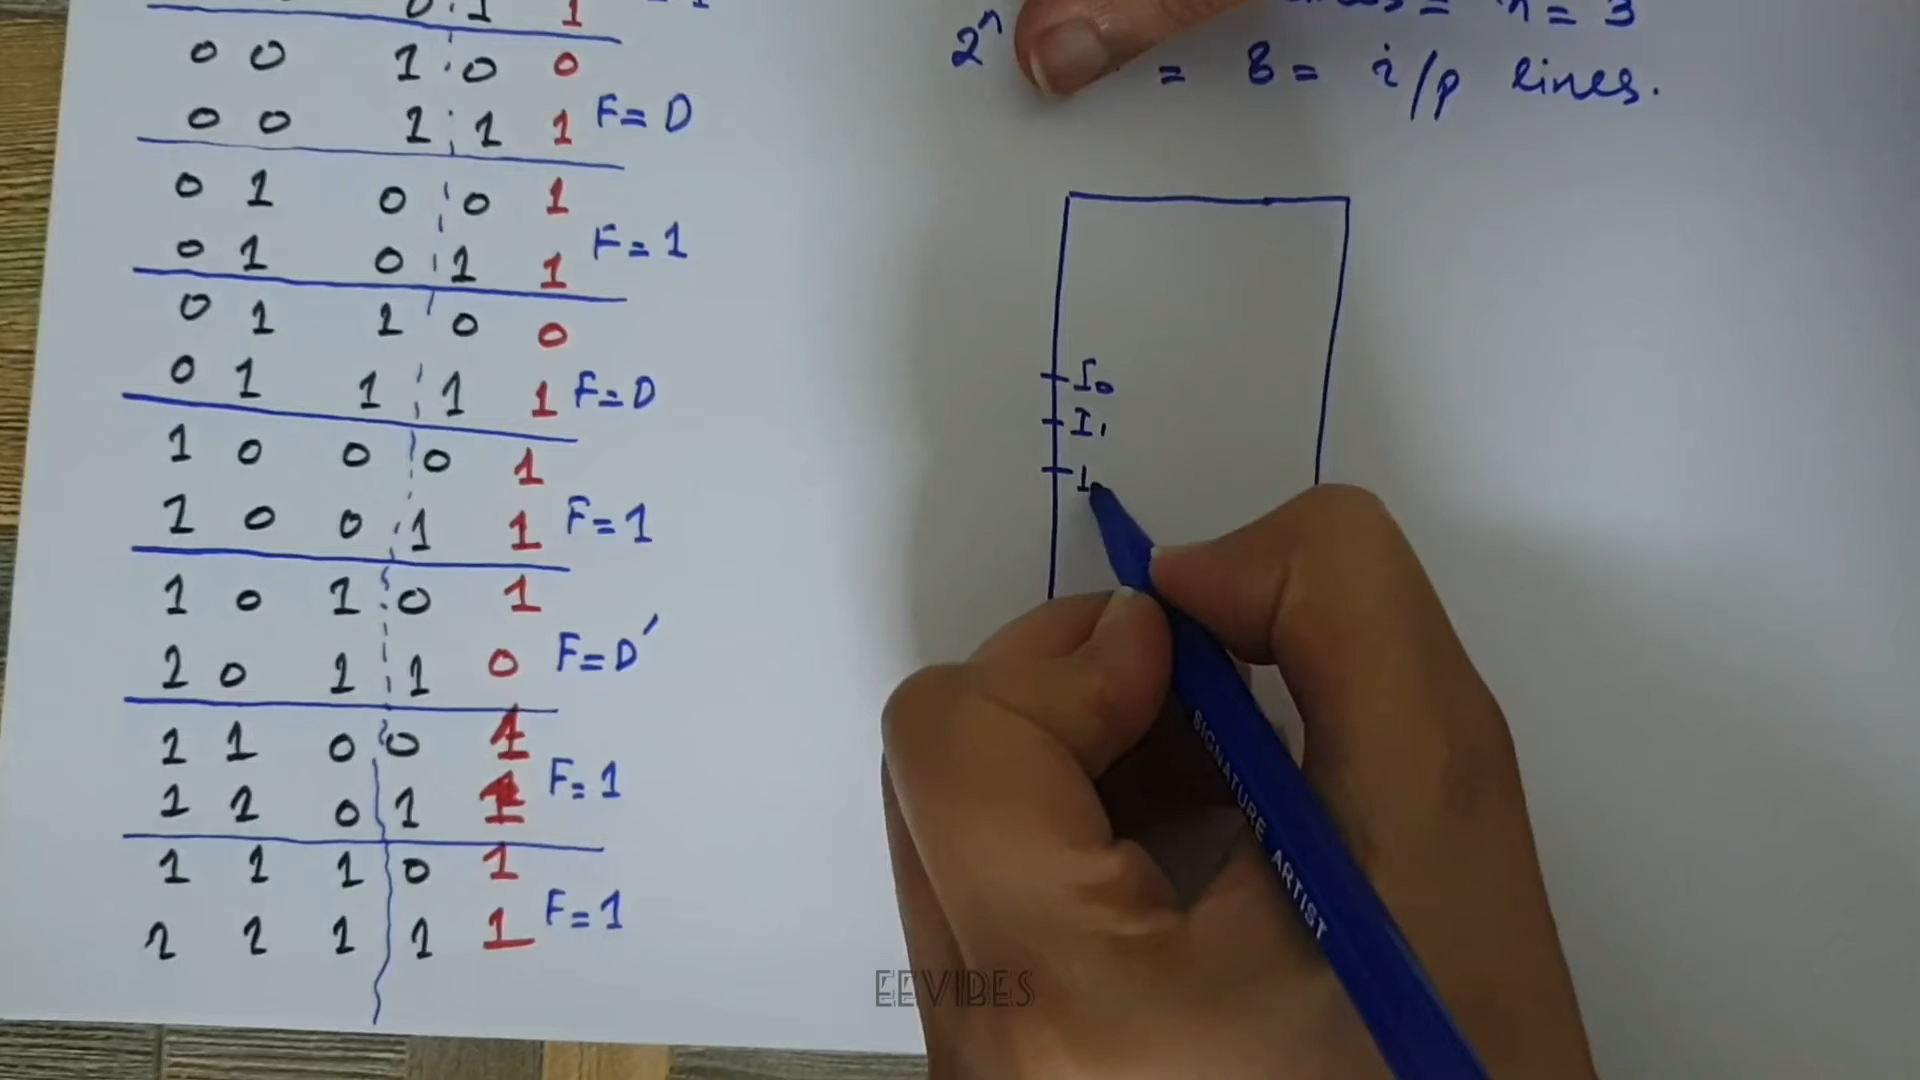 0 1 1 = 1
0 0 1 0 0
0 0 1 1 1 F = D
0 1 0 0 1
0 1 0 1 1 F = 1
0 1 1 0 0
0 1 1 1 1 F = D
1 0 0 0 1
1 0 0 1 1 F = 1
1 0 1 0 1
1 0 1 1 0 F = D'
1 1 0 0 1
1 1 0 1 1 F = 1
1 1 1 0 1
1 1 1 1 1 F = 1
= n = 3
2^n = 8 = i/p lines.
I0
I1
I
SIGNATURE ARTIST
EEVIBES